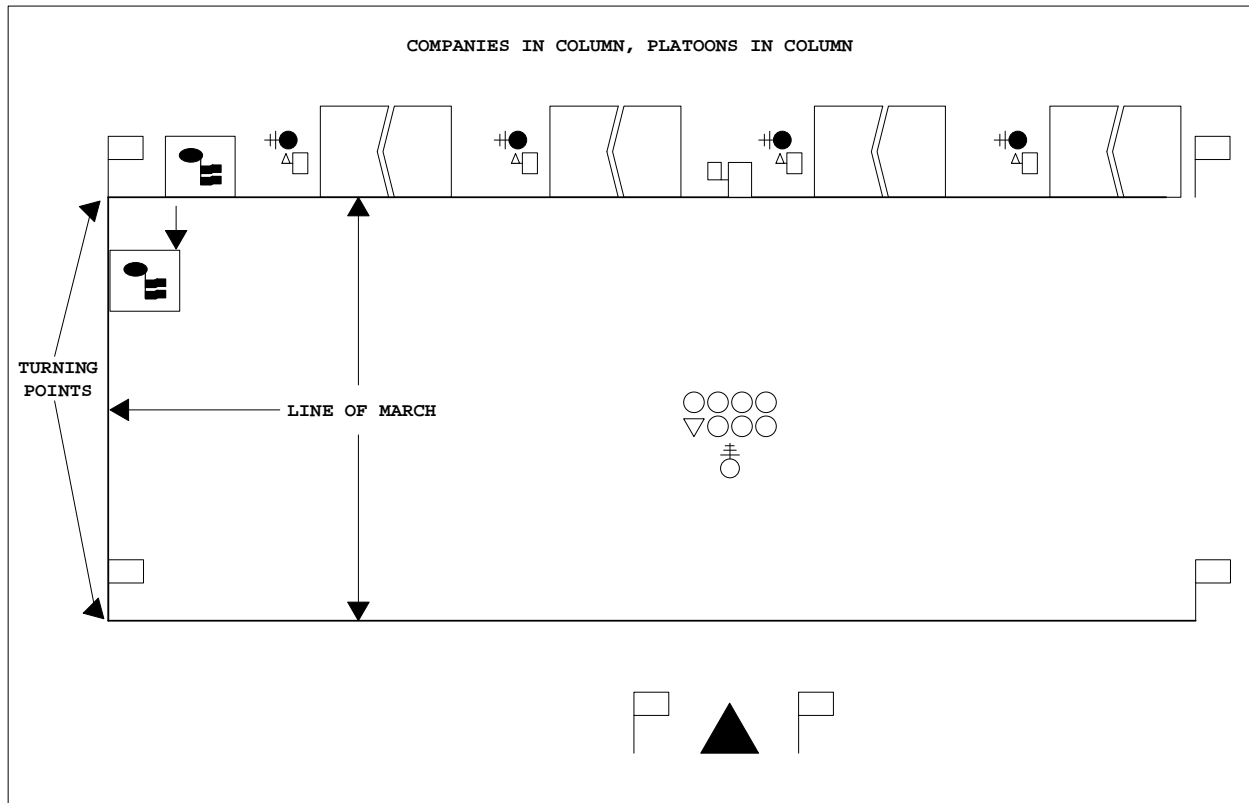 COMPANIES IN COLUMN, PLATOONS IN COLUMN
TURNING
POINTS
LINE OF MARCH